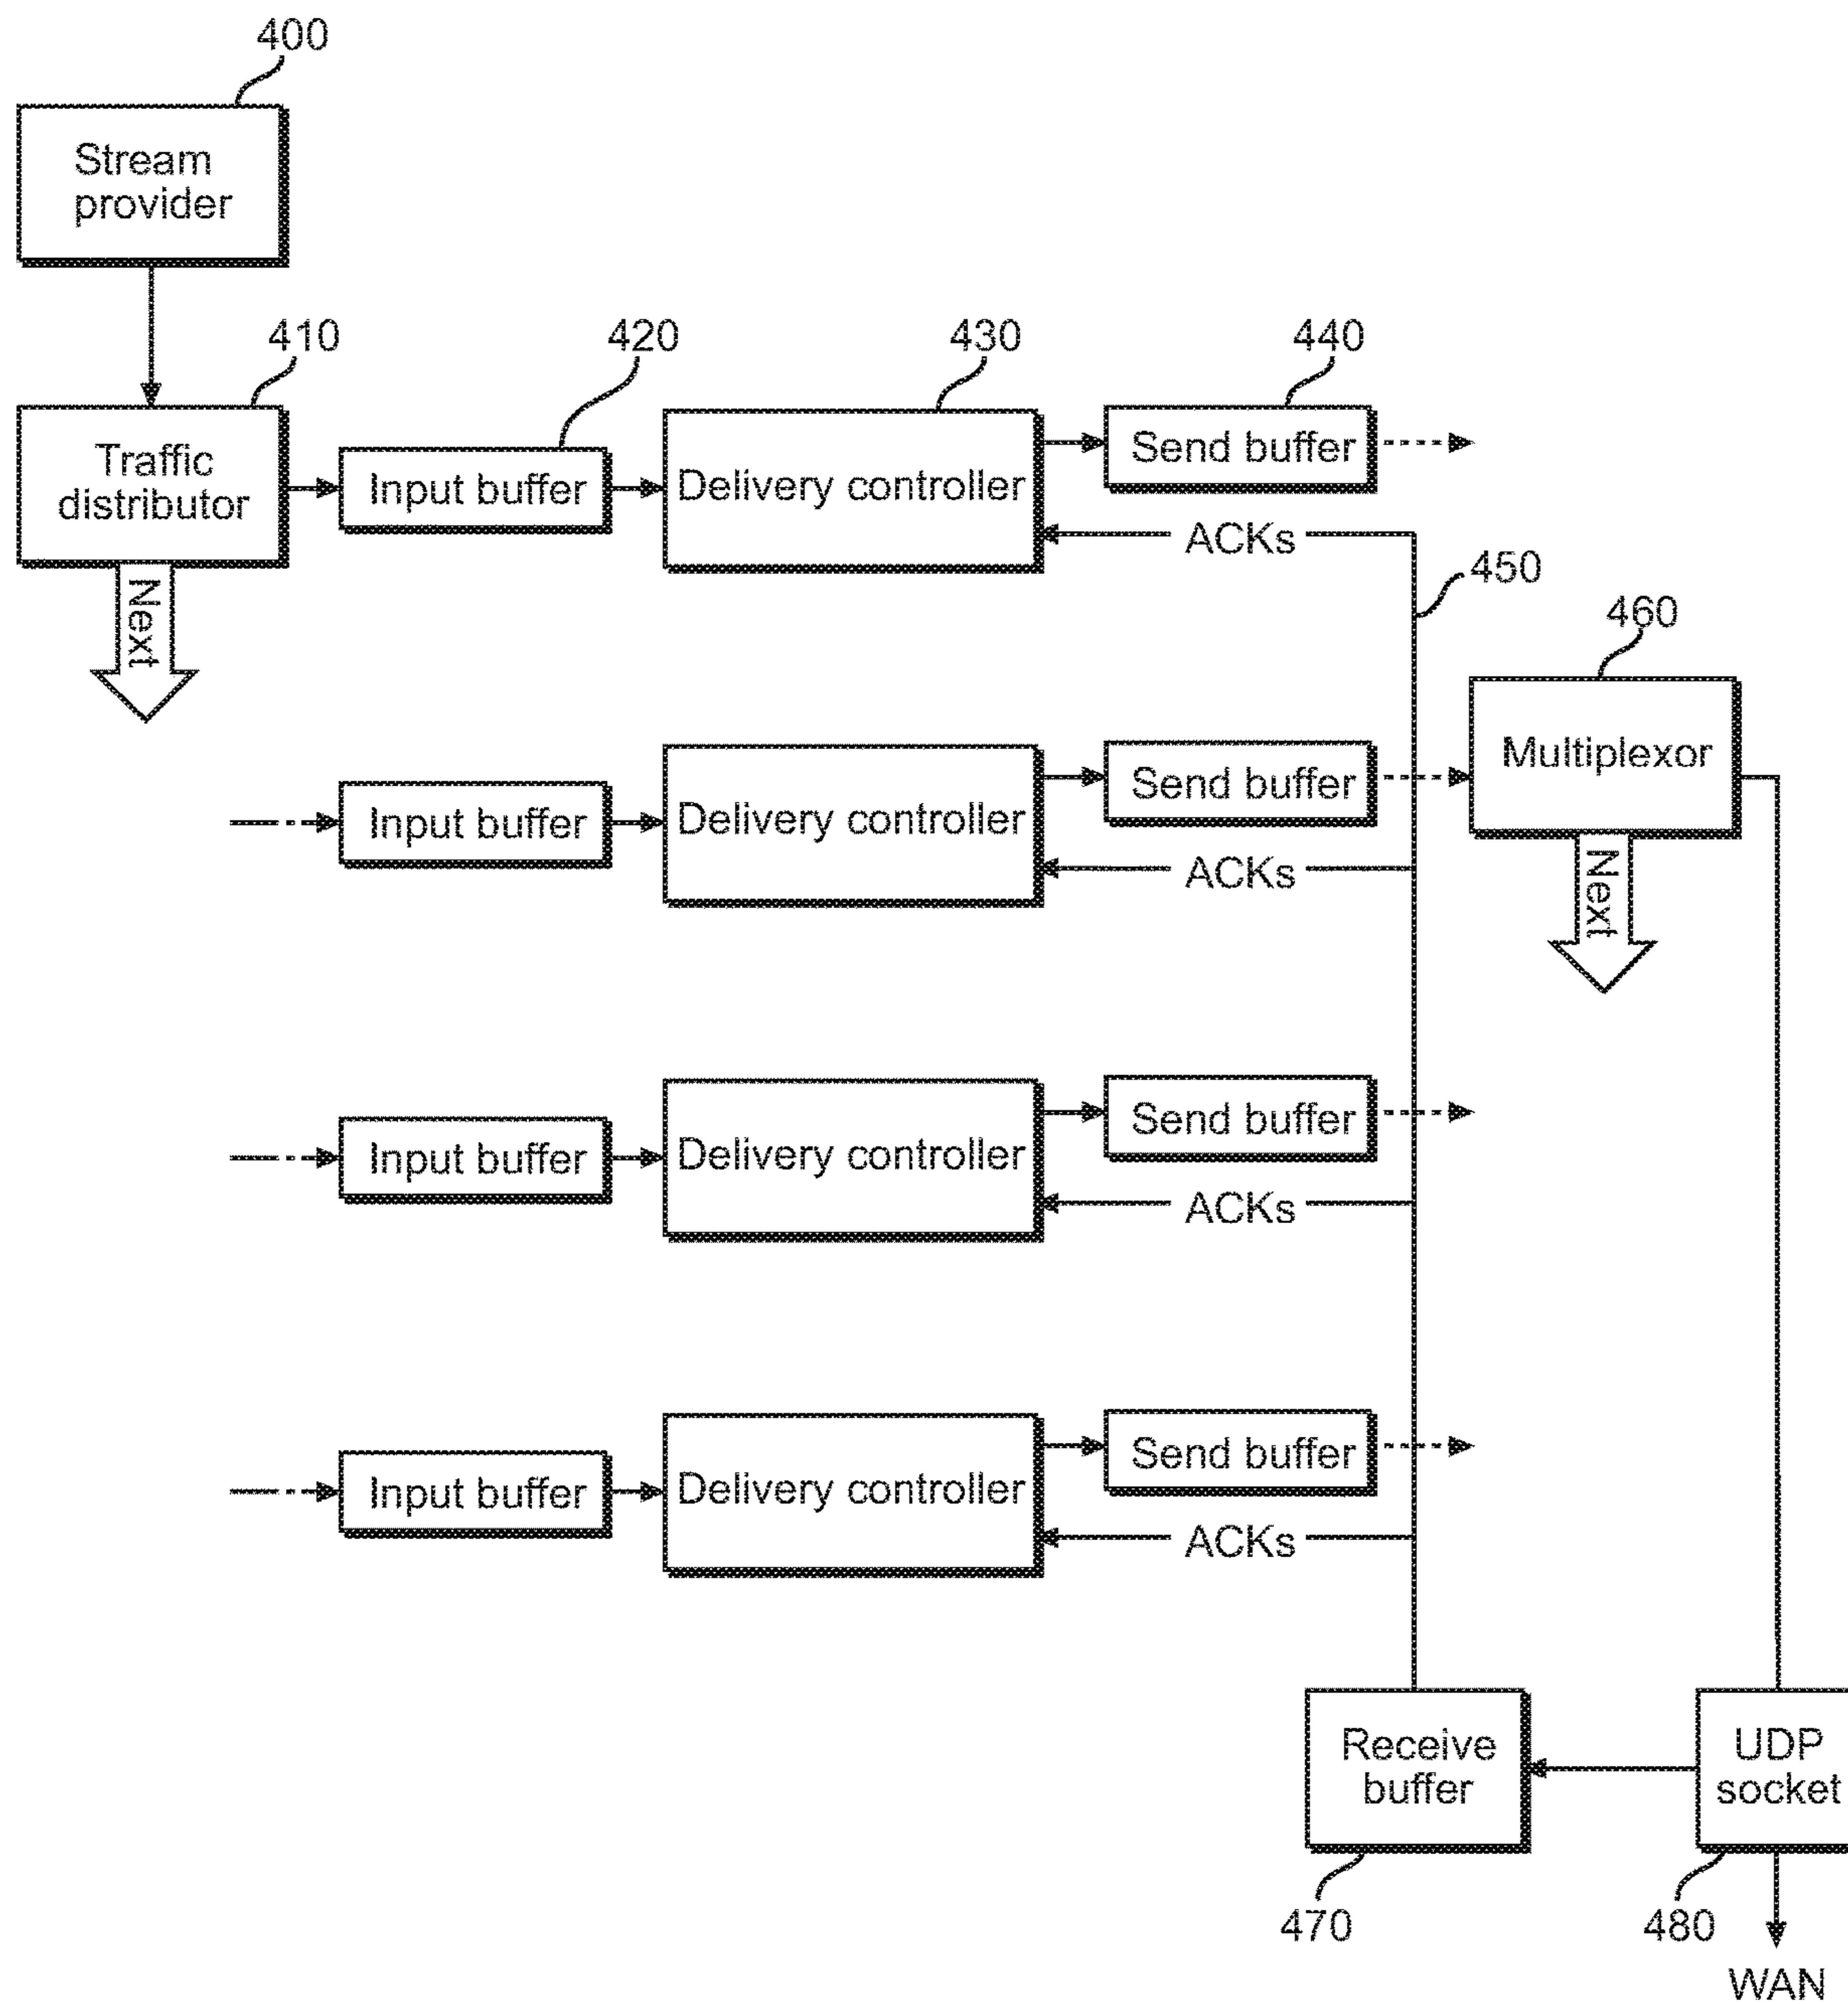 400
Stream
provider
410
420
430
440
Traffic
distributor
Input buffer
Delivery controller
Send buffer
ACKs
Next
450
460
Input buffer
Delivery controller
Send buffer
Multiplexor
ACKs
Next
Input buffer
Delivery controller
Send buffer
ACKs
Input buffer
Delivery controller
Send buffer
ACKs
Receive
buffer
UDP
socket
470
480
WAN